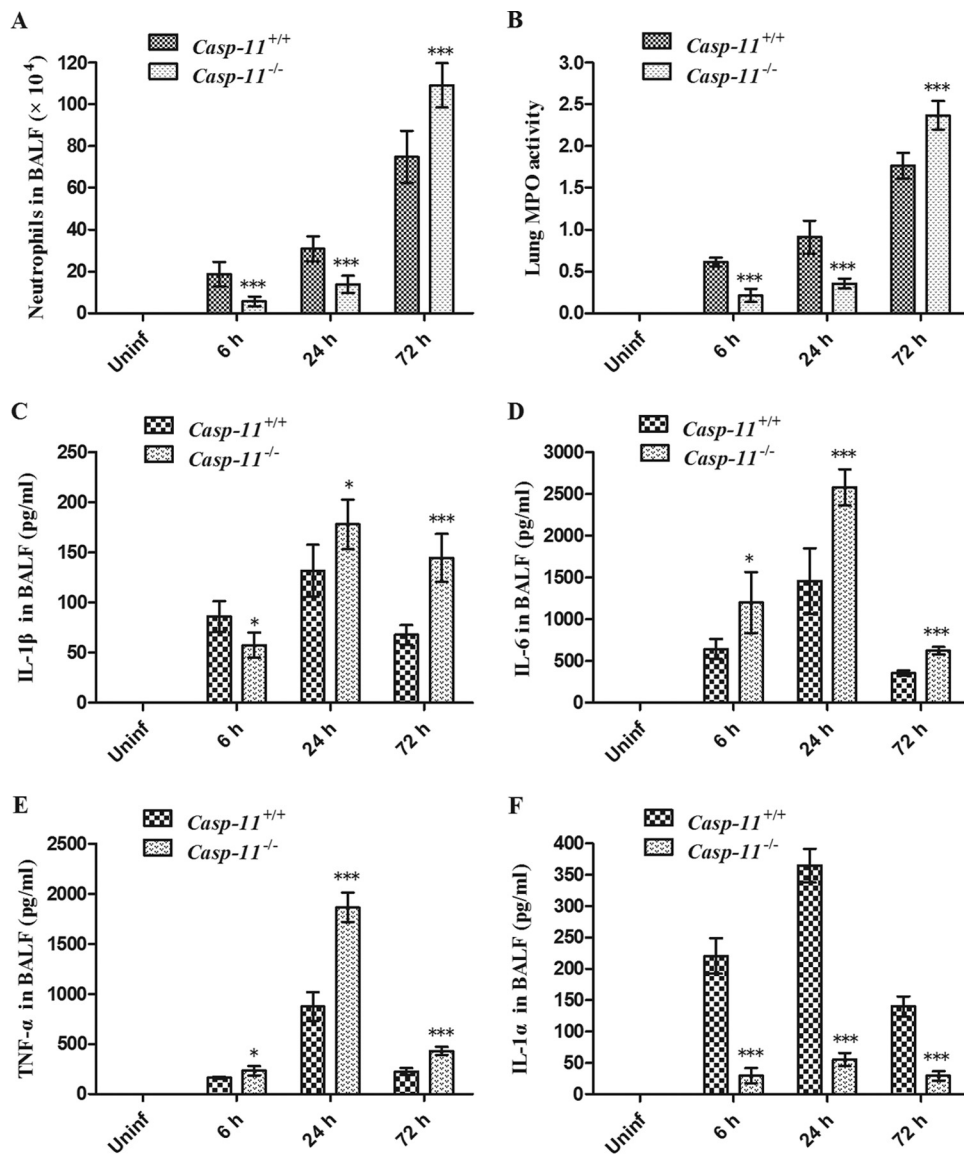 A
Casp-11+/+
Casp-11-/-
Neutrophils in BALF (× 10⁴)
120
100
80
60
40
20
0
***
***
***
Uninf
6 h
24 h
72 h
B
Casp-11+/+
Casp-11-/-
Lung MPO activity
3.0
2.5
2.0
1.5
1.0
0.5
0.0
***
***
***
Uninf
6 h
24 h
72 h
C
Casp-11+/+
Casp-11-/-
IL-1β in BALF (pg/ml)
250
200
150
100
50
0
*
*
***
Uninf
6 h
24 h
72 h
D
Casp-11+/+
Casp-11-/-
IL-6 in BALF (pg/ml)
3000
2500
2000
1500
1000
500
0
*
***
***
Uninf
6 h
24 h
72 h
E
Casp-11+/+
Casp-11-/-
TNF-α in BALF (pg/ml)
2500
2000
1500
1000
500
0
*
***
***
Uninf
6 h
24 h
72 h
F
Casp-11+/+
Casp-11-/-
IL-1α in BALF (pg/ml)
400
350
300
250
200
150
100
50
0
***
***
***
Uninf
6 h
24 h
72 h